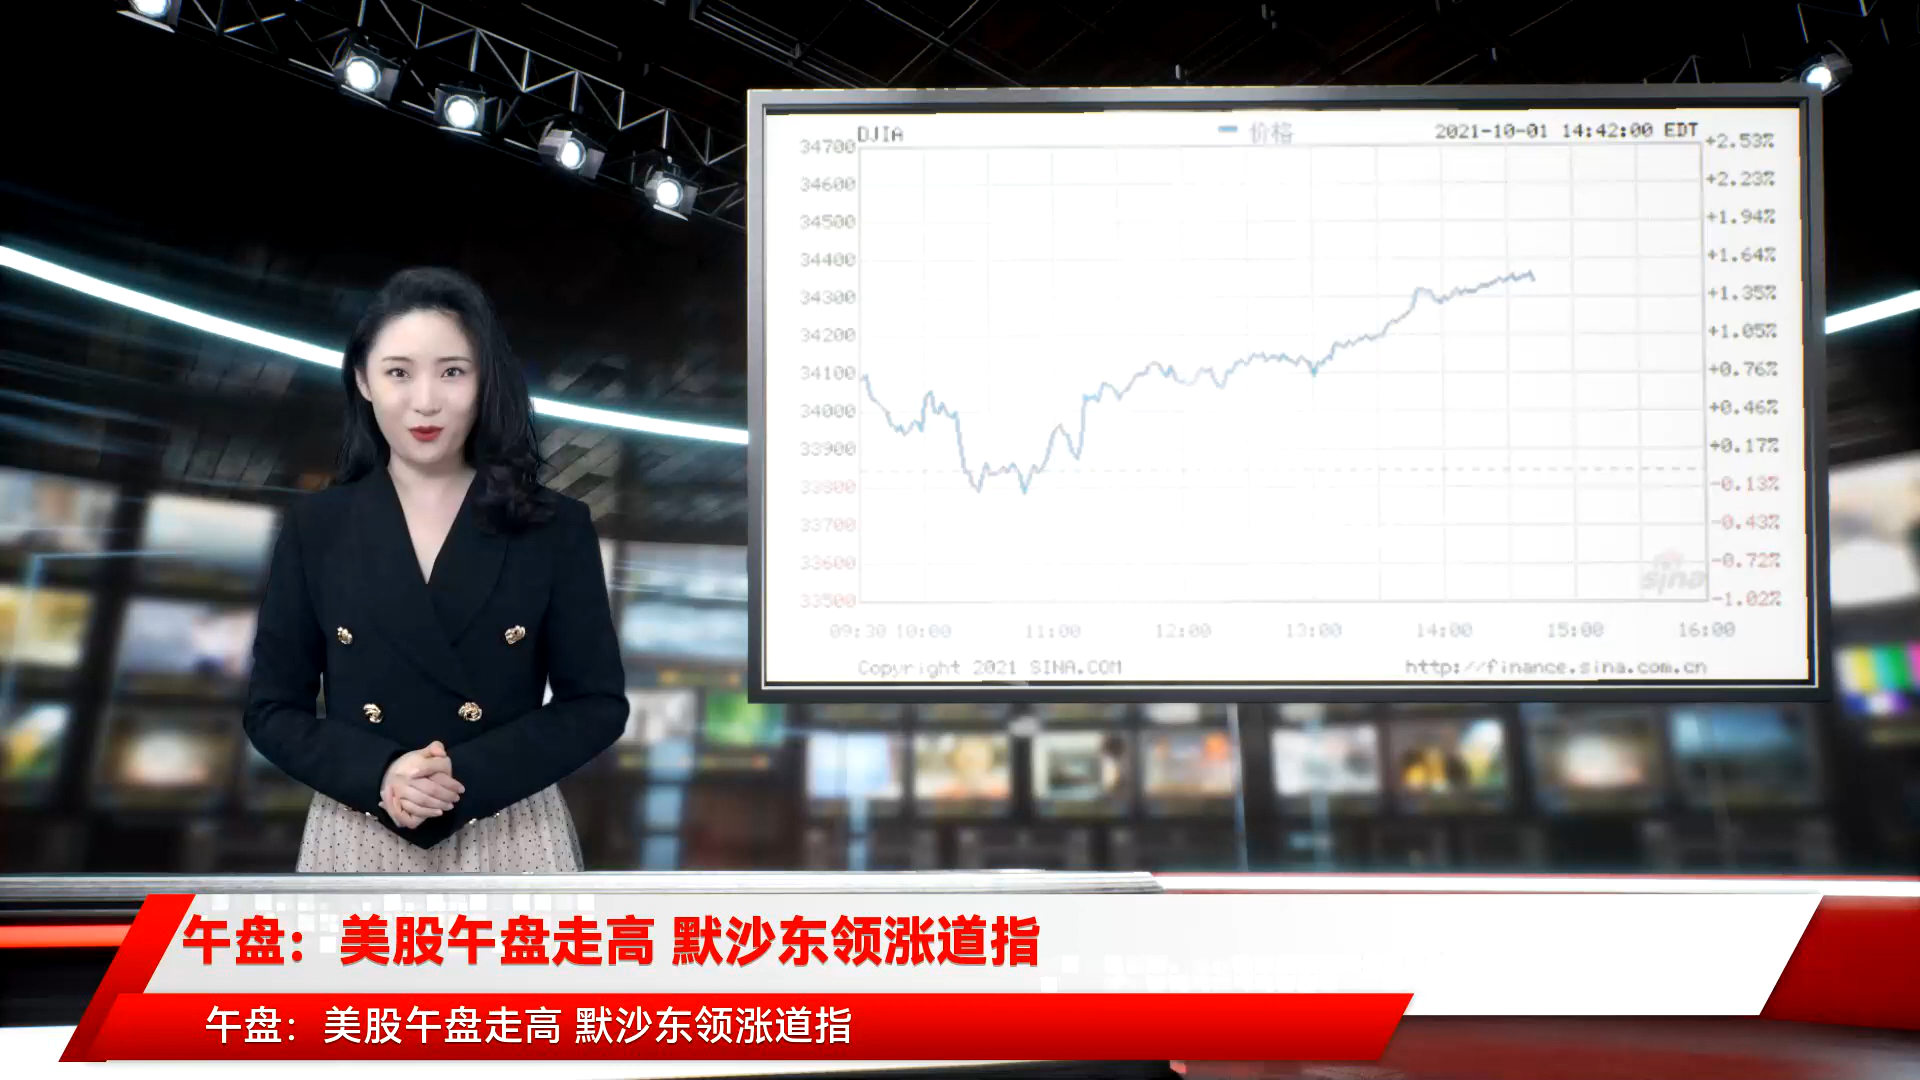 DJIA
价格
2021-10-01 14:42:00 EDT
34700
+2.53%
34600
+2.23%
34500
+1.94%
34400
+1.64%
34300
+1.35%
34200
+1.05%
34100
+0.76%
34000
+0.46%
33900
+0.17%
33800
-0.13%
33700
-0.43%
33600
-0.72%
33500
-1.02%
sina
09:30 10:00 11:00 12:00 13:00 14:00 15:00 16:00
Copyright 2021 SINA.COM
http://finance.sina.com.cn
午盘：美股午盘走高 默沙东领涨道指
午盘：美股午盘走高 默沙东领涨道指